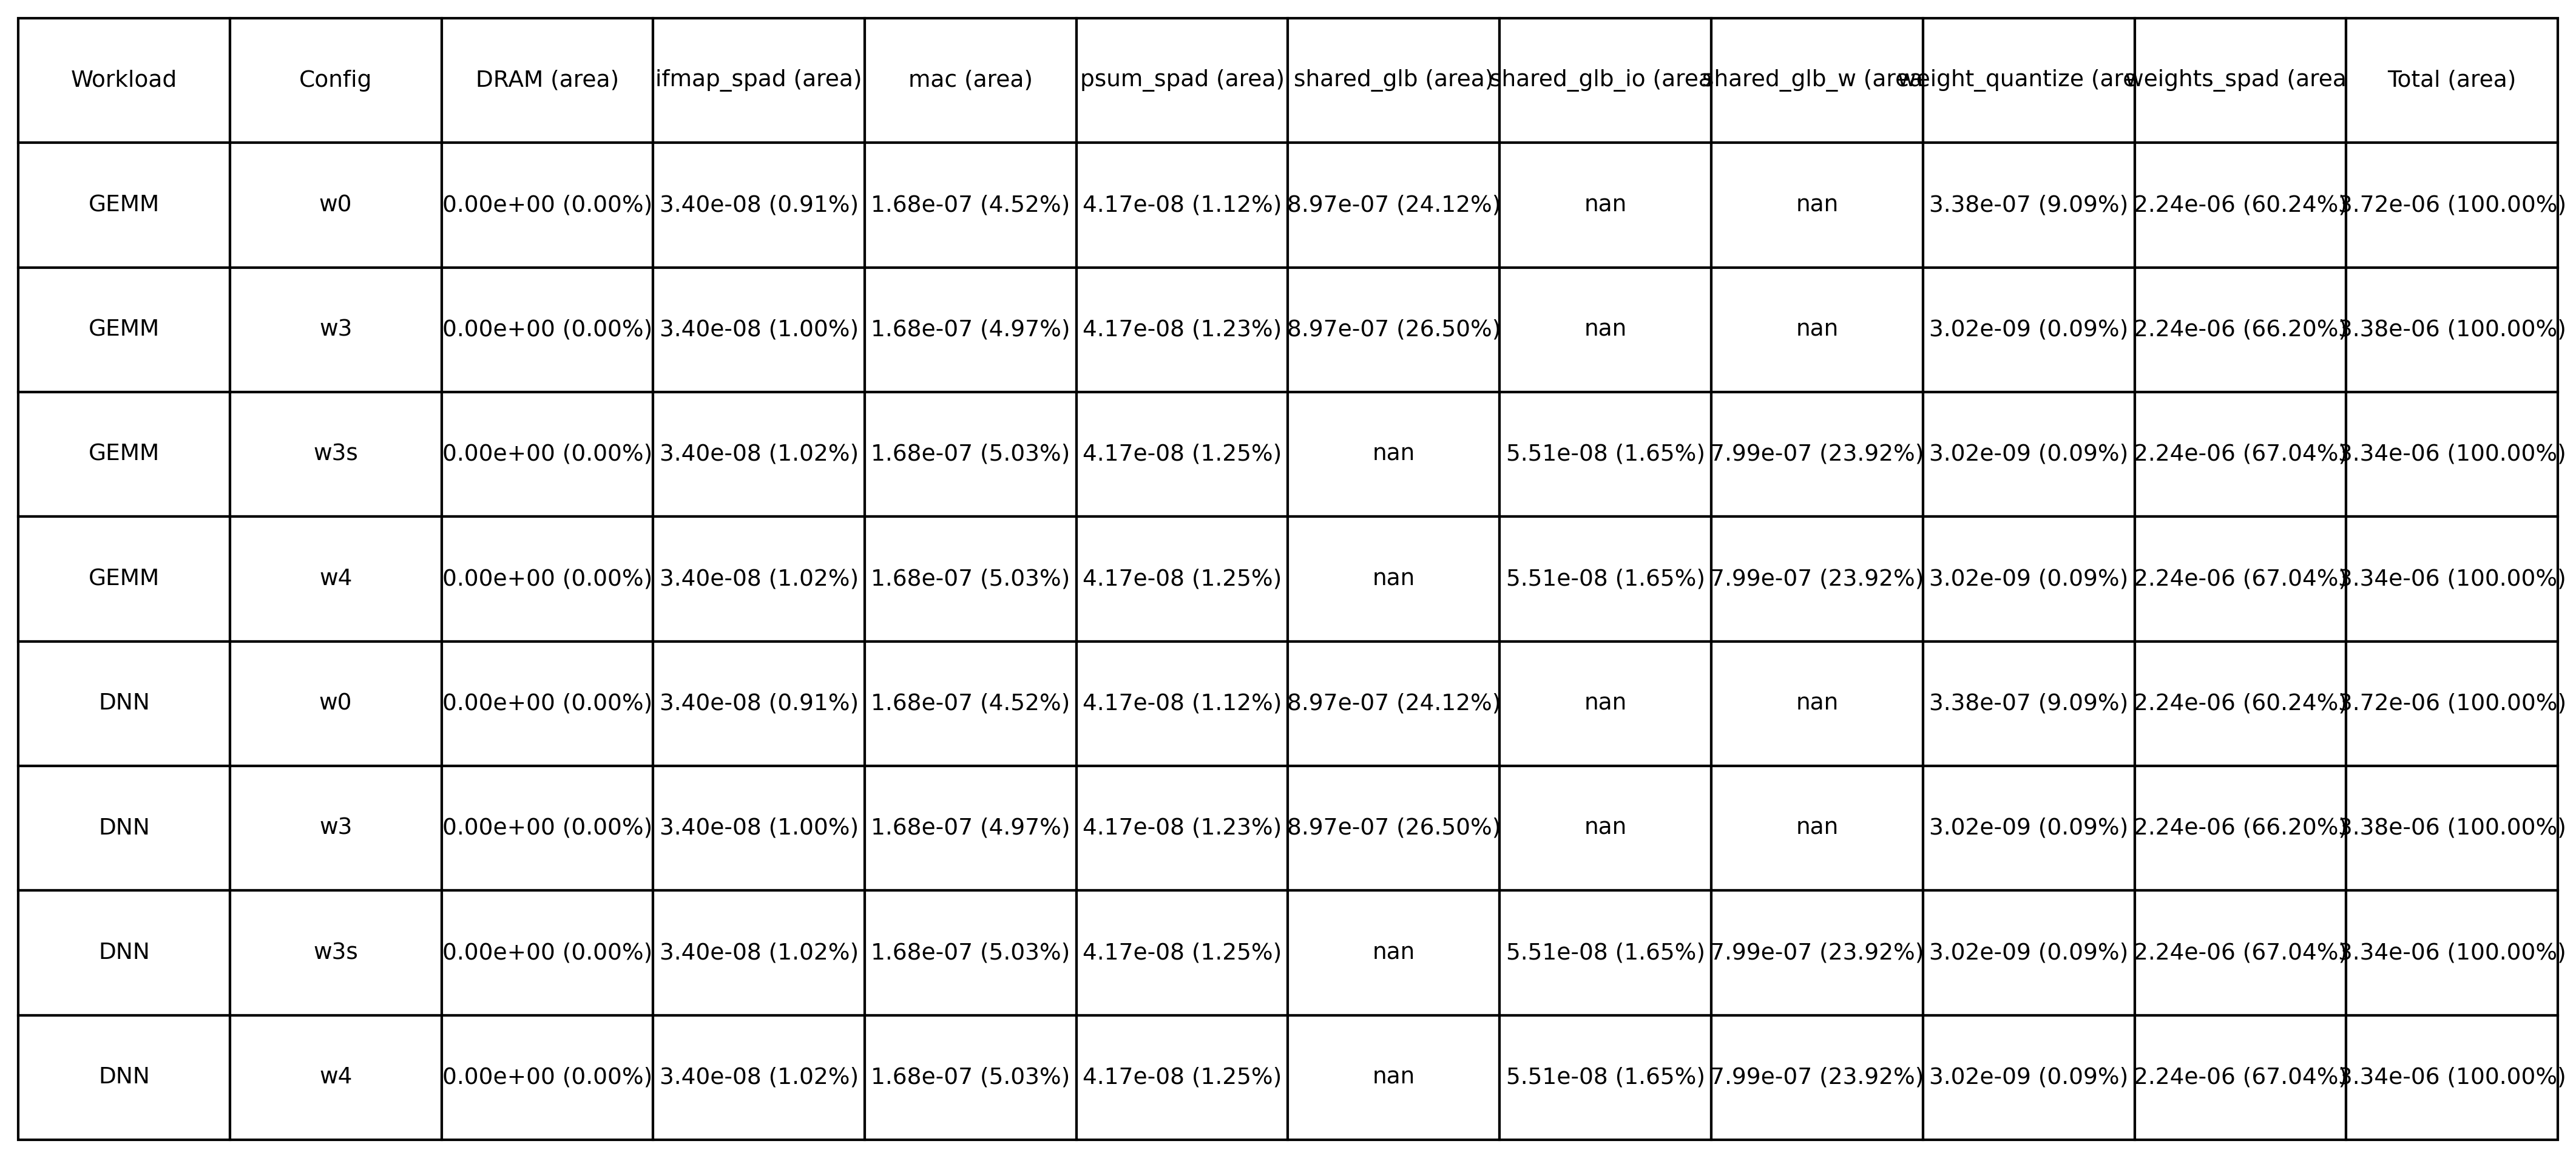 Workload Config DRAM (area) ifmap_spad (area) mac (area) psum_spad (area) shared_glb (area) shared_glb_io (area shared_glb_w (area weight_quantize (are weights_spad (area Total (area)
GEMM w0 0.00e+00 (0.00%) 3.40e-08 (0.91%) 1.68e-07 (4.52%) 4.17e-08 (1.12%) 8.97e-07 (24.12%) nan nan 3.38e-07 (9.09%) 2.24e-06 (60.24%) 3.72e-06 (100.00%)
GEMM w3 0.00e+00 (0.00%) 3.40e-08 (1.00%) 1.68e-07 (4.97%) 4.17e-08 (1.23%) 8.97e-07 (26.50%) nan nan 3.02e-09 (0.09%) 2.24e-06 (66.20%) 3.38e-06 (100.00%)
GEMM w3s 0.00e+00 (0.00%) 3.40e-08 (1.02%) 1.68e-07 (5.03%) 4.17e-08 (1.25%) nan 5.51e-08 (1.65%) 7.99e-07 (23.92%) 3.02e-09 (0.09%) 2.24e-06 (67.04%) 3.34e-06 (100.00%)
GEMM w4 0.00e+00 (0.00%) 3.40e-08 (1.02%) 1.68e-07 (5.03%) 4.17e-08 (1.25%) nan 5.51e-08 (1.65%) 7.99e-07 (23.92%) 3.02e-09 (0.09%) 2.24e-06 (67.04%) 3.34e-06 (100.00%)
DNN w0 0.00e+00 (0.00%) 3.40e-08 (0.91%) 1.68e-07 (4.52%) 4.17e-08 (1.12%) 8.97e-07 (24.12%) nan nan 3.38e-07 (9.09%) 2.24e-06 (60.24%) 3.72e-06 (100.00%)
DNN w3 0.00e+00 (0.00%) 3.40e-08 (1.00%) 1.68e-07 (4.97%) 4.17e-08 (1.23%) 8.97e-07 (26.50%) nan nan 3.02e-09 (0.09%) 2.24e-06 (66.20%) 3.38e-06 (100.00%)
DNN w3s 0.00e+00 (0.00%) 3.40e-08 (1.02%) 1.68e-07 (5.03%) 4.17e-08 (1.25%) nan 5.51e-08 (1.65%) 7.99e-07 (23.92%) 3.02e-09 (0.09%) 2.24e-06 (67.04%) 3.34e-06 (100.00%)
DNN w4 0.00e+00 (0.00%) 3.40e-08 (1.02%) 1.68e-07 (5.03%) 4.17e-08 (1.25%) nan 5.51e-08 (1.65%) 7.99e-07 (23.92%) 3.02e-09 (0.09%) 2.24e-06 (67.04%) 3.34e-06 (100.00%)